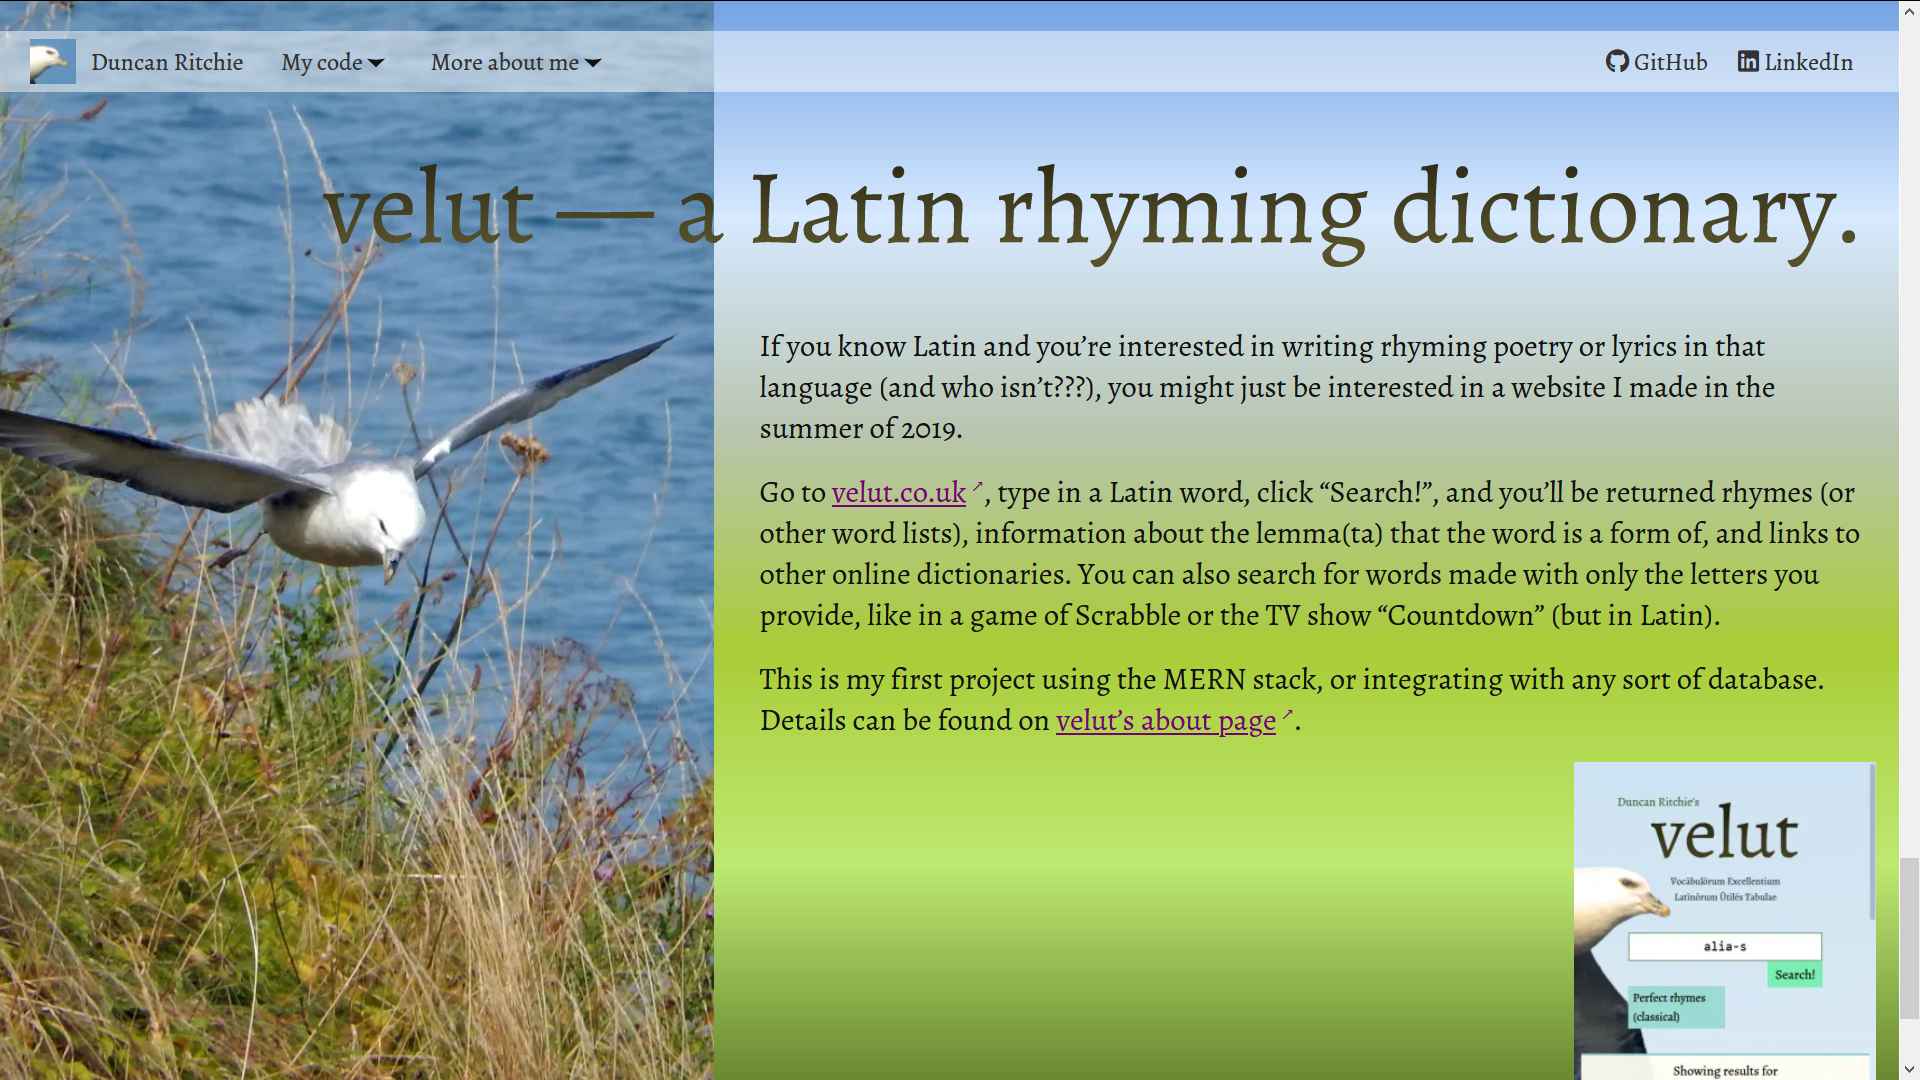 Duncan Ritchie My code More about me GitHub LinkedIn
velut — a Latin rhyming dictionary.
If you know Latin and you’re interested in writing rhyming poetry or lyrics in that
language (and who isn’t???), you might just be interested in a website I made in the
summer of 2019.
Go to velut.co.uk↗, type in a Latin word, click “Search!”, and you’ll be returned rhymes (or
other word lists), information about the lemma(ta) that the word is a form of, and links to
other online dictionaries. You can also search for words made with only the letters you
provide, like in a game of Scrabble or the TV show “Countdown” (but in Latin).
This is my first project using the MERN stack, or integrating with any sort of database.
Details can be found on velut’s about page↗.
Duncan Ritchie’s
velut
Vocābulōrum Excellentium
Latīnōrum Ūtilēs Tabulae
alia-s
Search!
Perfect rhymes
(classical)
Showing results for